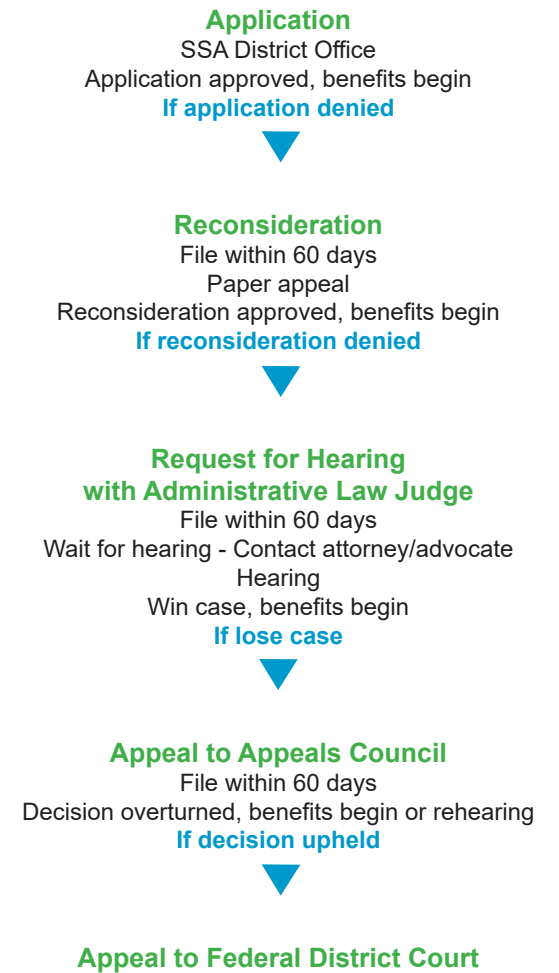 Application
SSA District Office
Application approved, benefits begin
If application denied
Reconsideration
File within 60 days
Paper appeal
Reconsideration approved, benefits begin
If reconsideration denied
Request for Hearing
with Administrative Law Judge
File within 60 days
Wait for hearing - Contact attorney/advocate
Hearing
Win case, benefits begin
If lose case
Appeal to Appeals Council
File within 60 days
Decision overturned, benefits begin or rehearing
If decision upheld
Appeal to Federal District Court